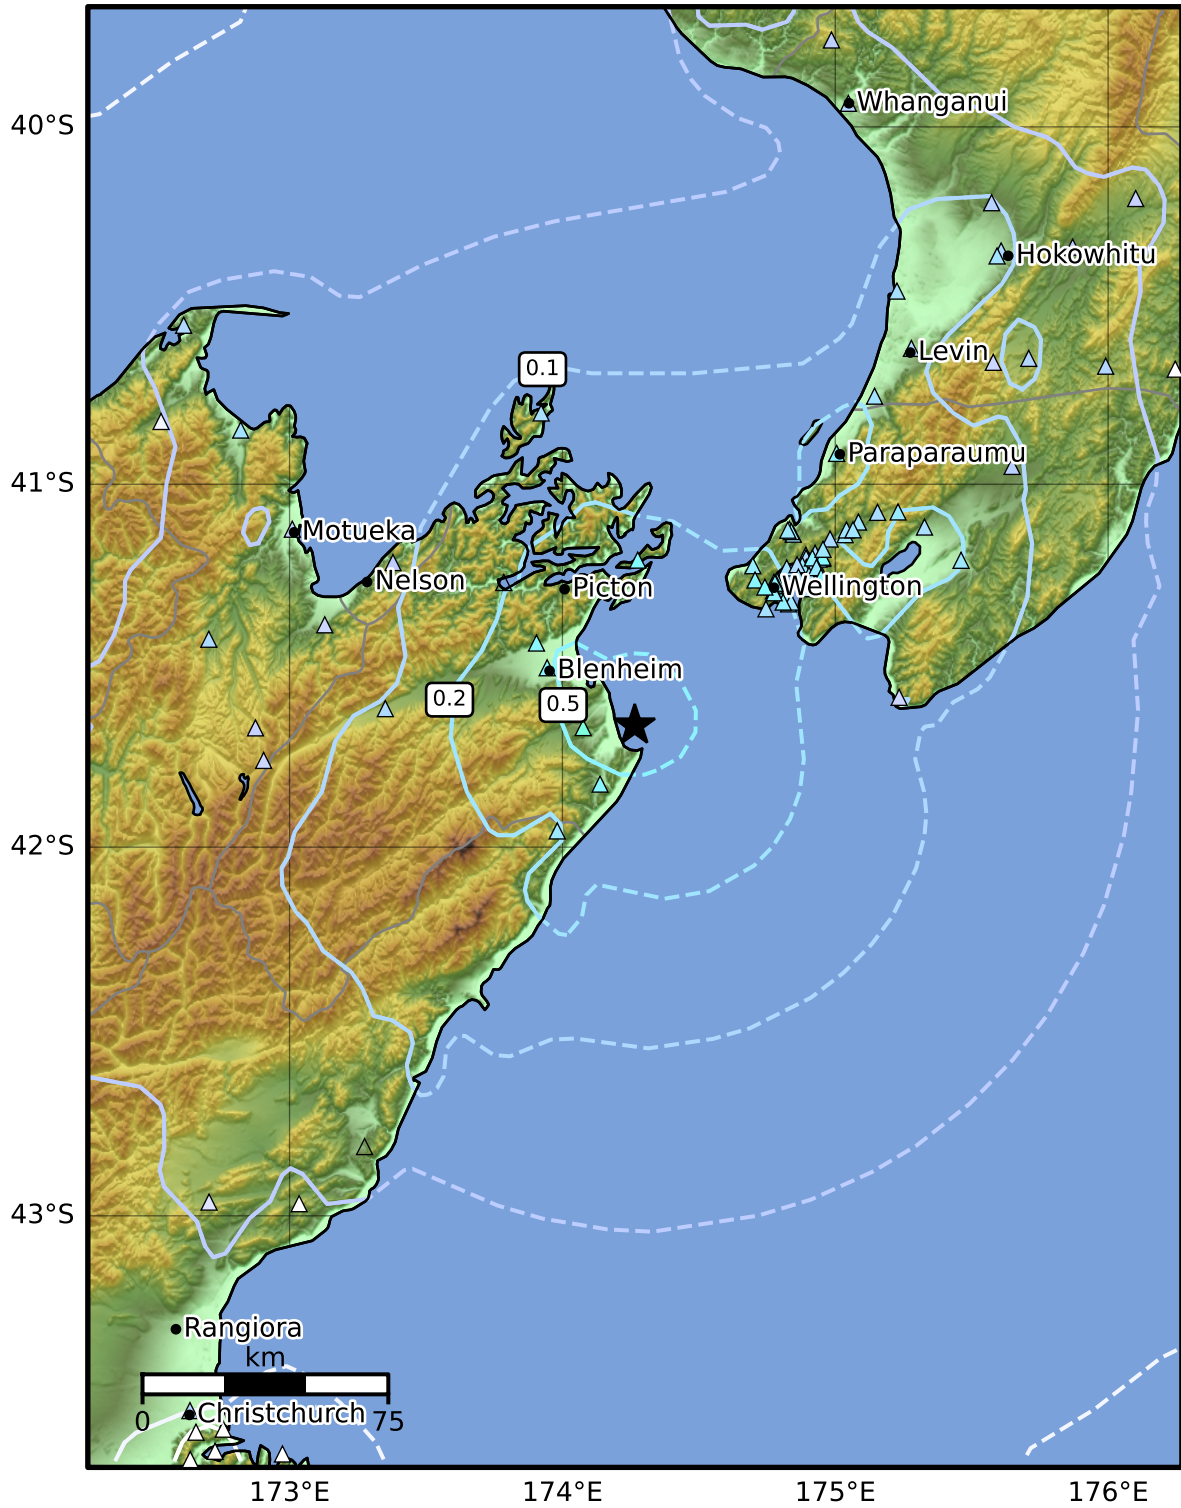 Whanganui
40°S
Hokowhitu
Levin
0.1
Paraparaumu
41°S
Motueka
Nelson
Picton
Wellington
Blenheim
0.2
0.5
42°S
43°S
Rangiora
km
0
75
Christchurch
173°E
174°E
175°E
176°E